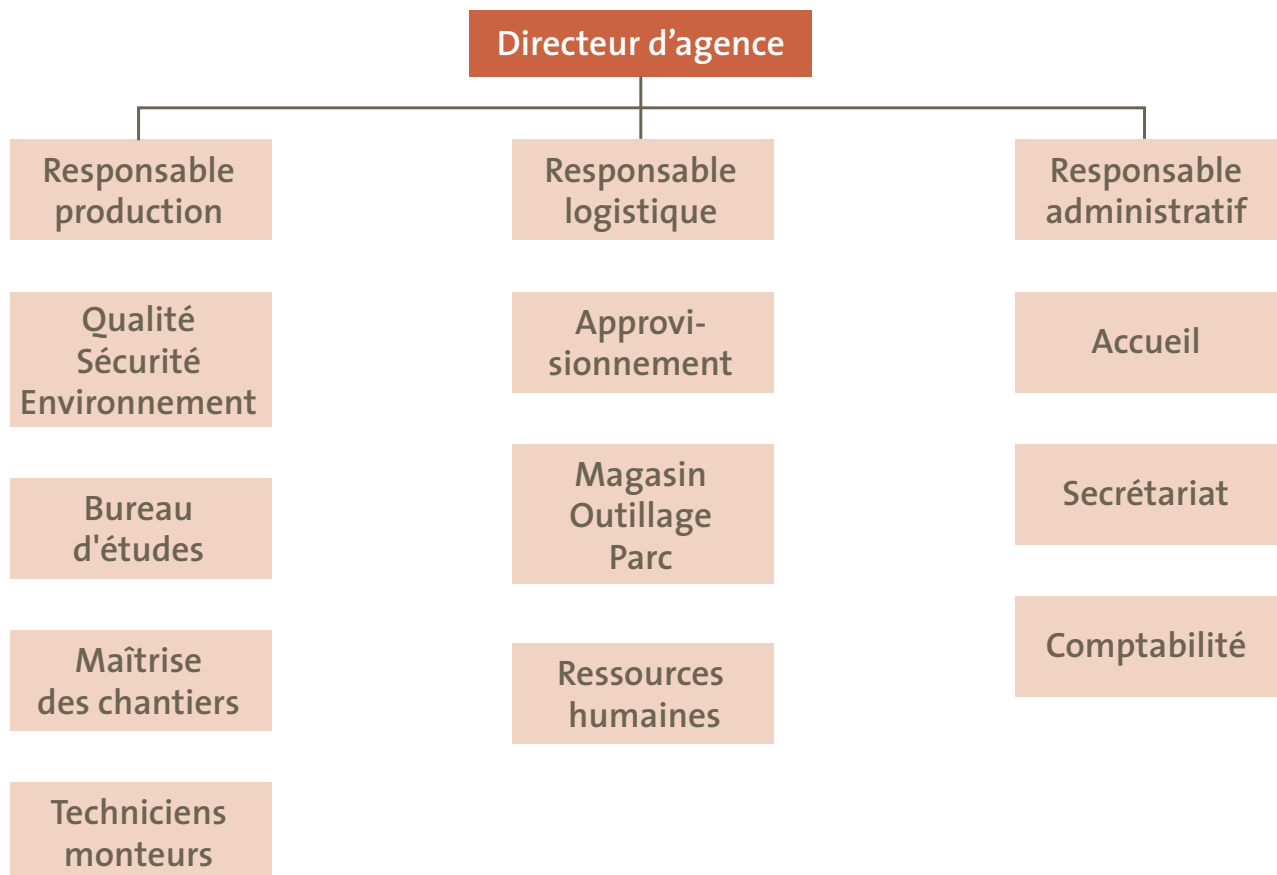 Directeur d’agence
Responsable
production
Responsable
logistique
Responsable
administratif
Qualité
Sécurité
Environnement
Approvi-
sionnement
Accueil
Bureau
d'études
Magasin
Outillage
Parc
Secrétariat
Maîtrise
des chantiers
Ressources
humaines
Comptabilité
Techniciens
monteurs